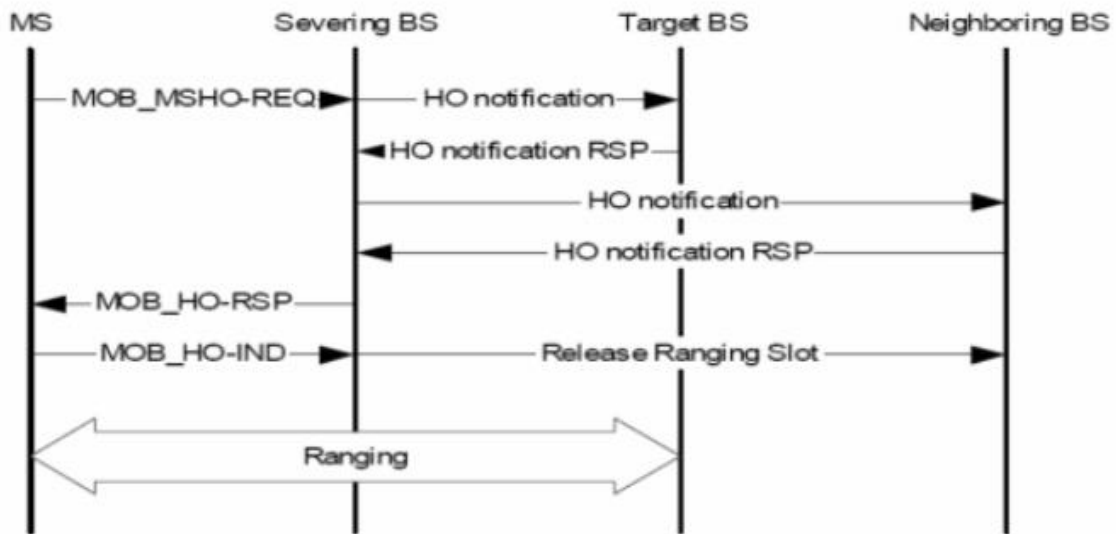 MS Severing BS Target BS Neighboring BS
MOB_MSHO-REQ HO notification
HO notification RSP
HO notification
HO notification RSP
MOB_HO-RSP
MOB_HO-IND Release Ranging Slot
Ranging